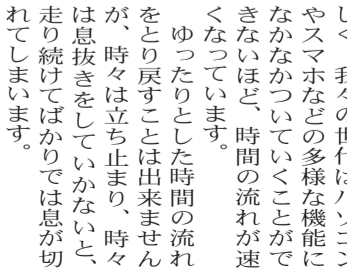 しく、我々の世代はパソコン
やスマホなどの多様な機能に
なかなかついていくことがで
きないほど、時間の流れが速
くなっています。
ゆったりとした時間の流れ
をとり戻すことは出来ません
が、時々は立ち止まり、時々
は息抜きをしていかないと、
走り続けてばかりでは息が切
れてしまいます。